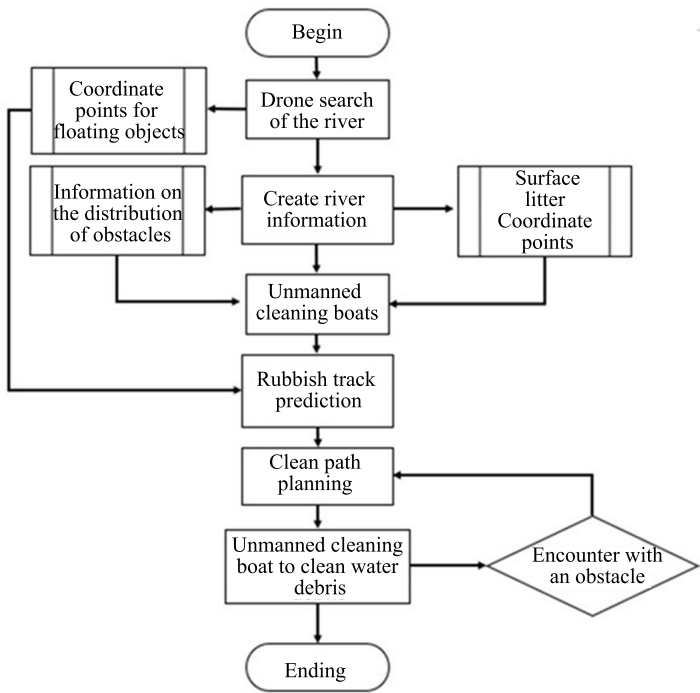 Begin
Coordinate
points for
floating objects
Drone search
of the river
Information on
the distribution
of obstacles
Create river
information
Surface
litter
Coordinate
points
Unmanned
cleaning boats
Rubbish track
prediction
Clean path
planning
Unmanned cleaning
boat to clean water
debris
Encounter with
an obstacle
Ending